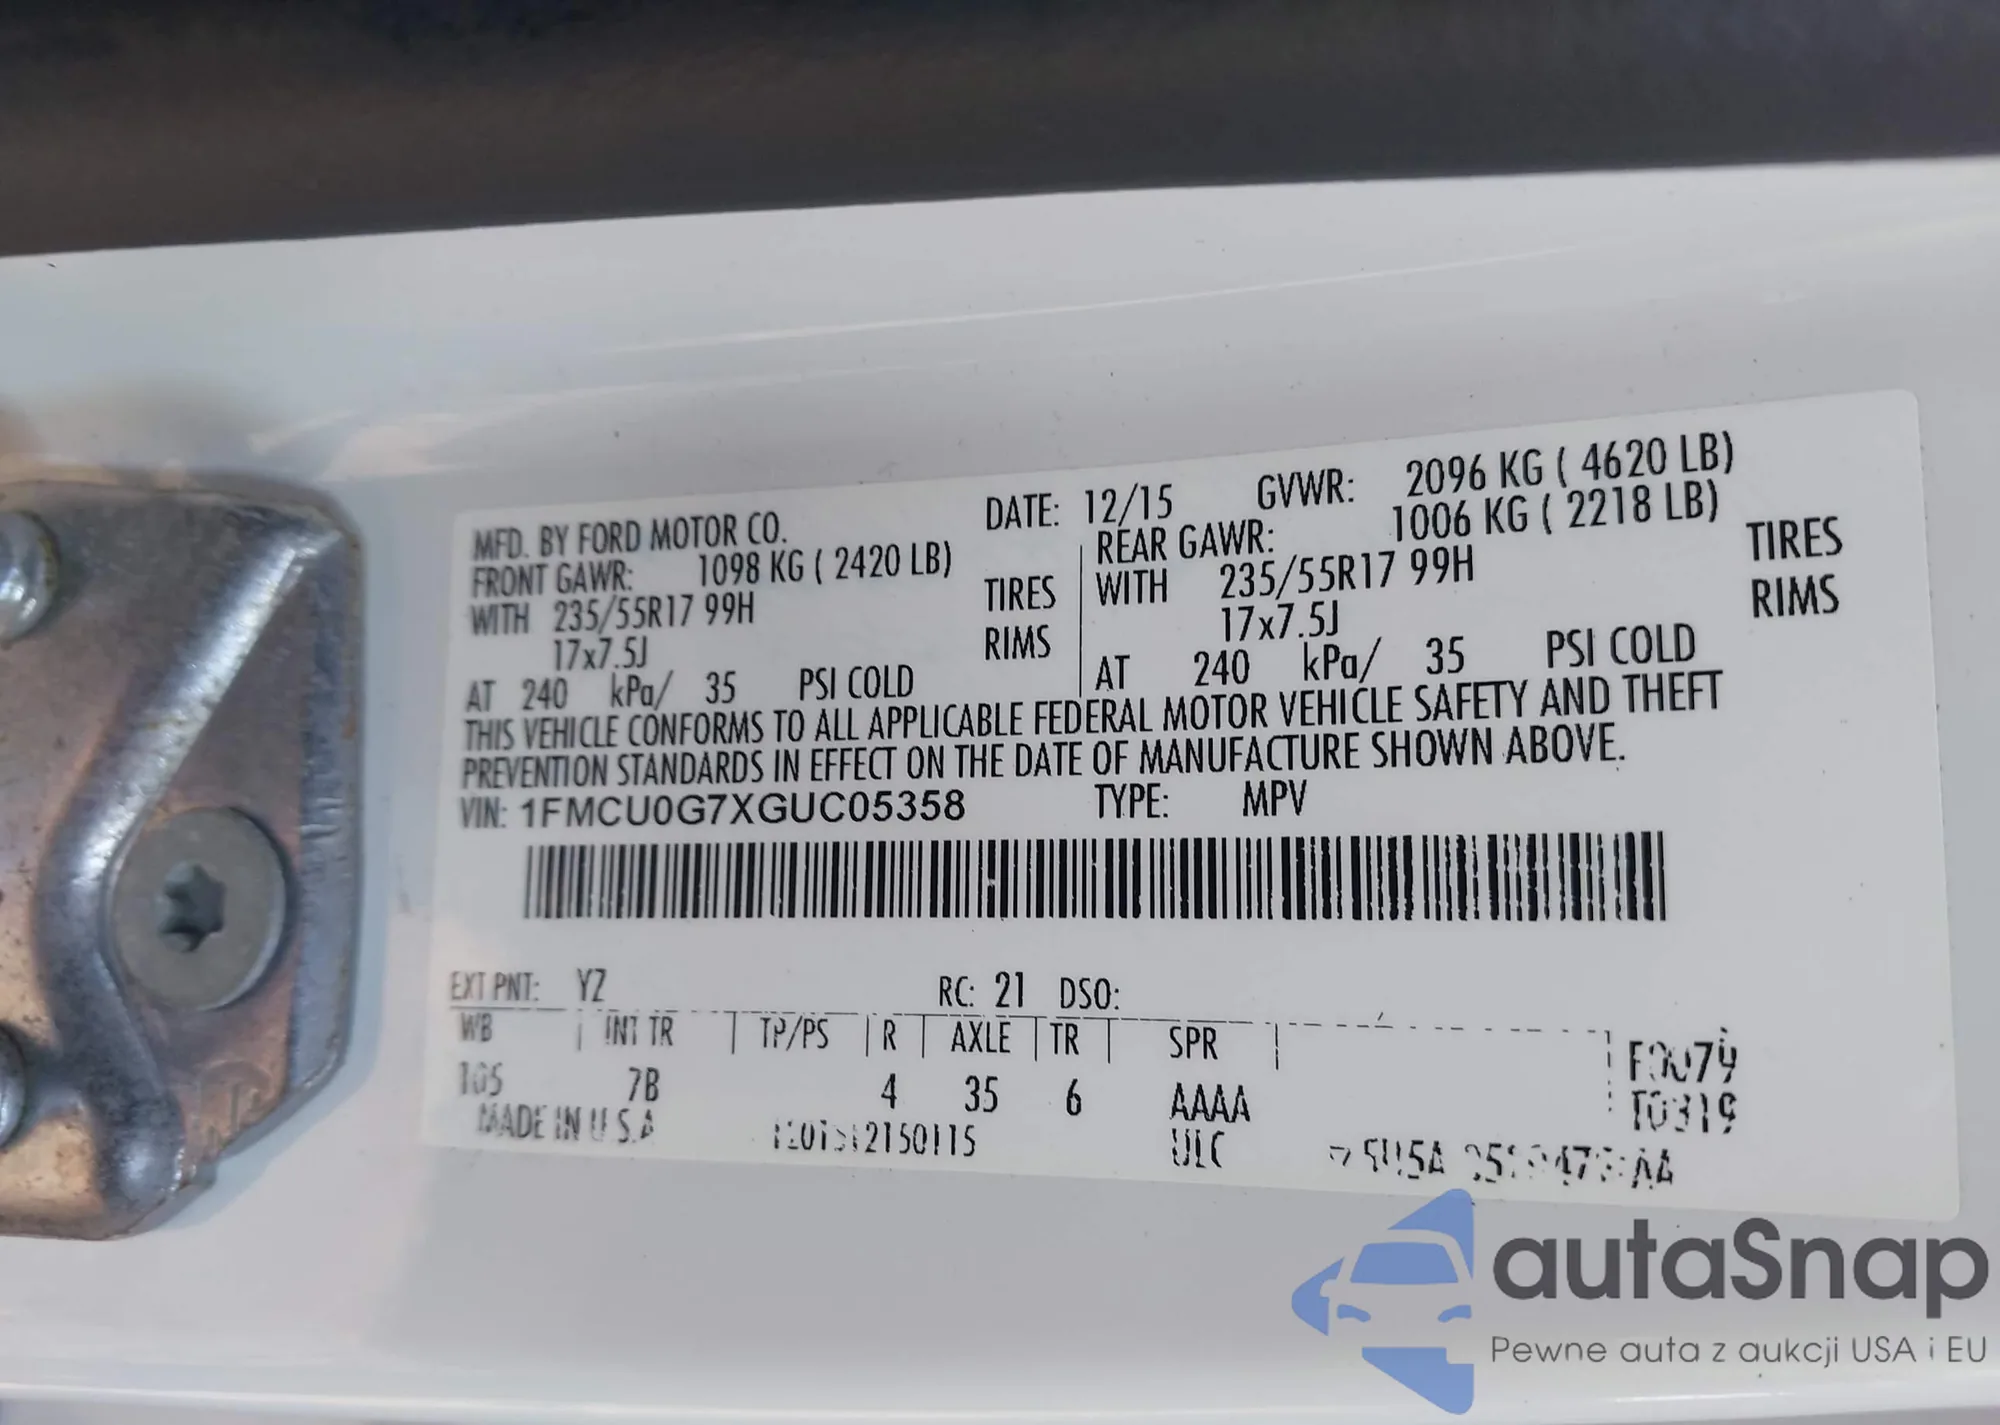 MFD. BY FORD MOTOR CO. DATE: 12/15 GVWR: 2096 KG ( 4620 LB)
FRONT GAWR: 1098 KG ( 2420 LB) REAR GAWR: 1006 KG ( 2218 LB)
WITH 235/55R17 99H TIRES WITH 235/55R17 99H TIRES
17x7.5J RIMS 17x7.5J RIMS
AT 240 kPa/ 35 PSI COLD AT 240 kPa/ 35 PSI COLD
THIS VEHICLE CONFORMS TO ALL APPLICABLE FEDERAL MOTOR VEHICLE SAFETY AND THEFT
PREVENTION STANDARDS IN EFFECT ON THE DATE OF MANUFACTURE SHOWN ABOVE.
VIN: 1FMCU0G7XGUC05358 TYPE: MPV
EXT PNT: YZ RC: 21 DSO:
WB INT TR TP/PS R AXLE TR SPR
105 7B 4 35 6 AAAA
T0319
MADE IN U.S.A ULC
autaSnap
Pewne auta z aukcji USA i EU